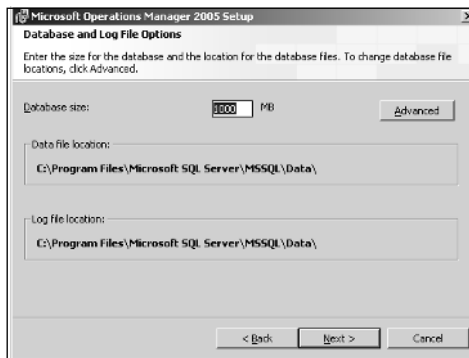 Microsoft Operations Manager 2005 Setup
Database and Log File Options
Enter the size for the database and the location for the database files. To change database file
locations, click Advanced.
Database size: 1000 MB Advanced
Data file location:
C:\Program Files\Microsoft SQL Server\MSSQL\Data\
Log file location:
C:\Program Files\Microsoft SQL Server\MSSQL\Data\
< Back Next > Cancel